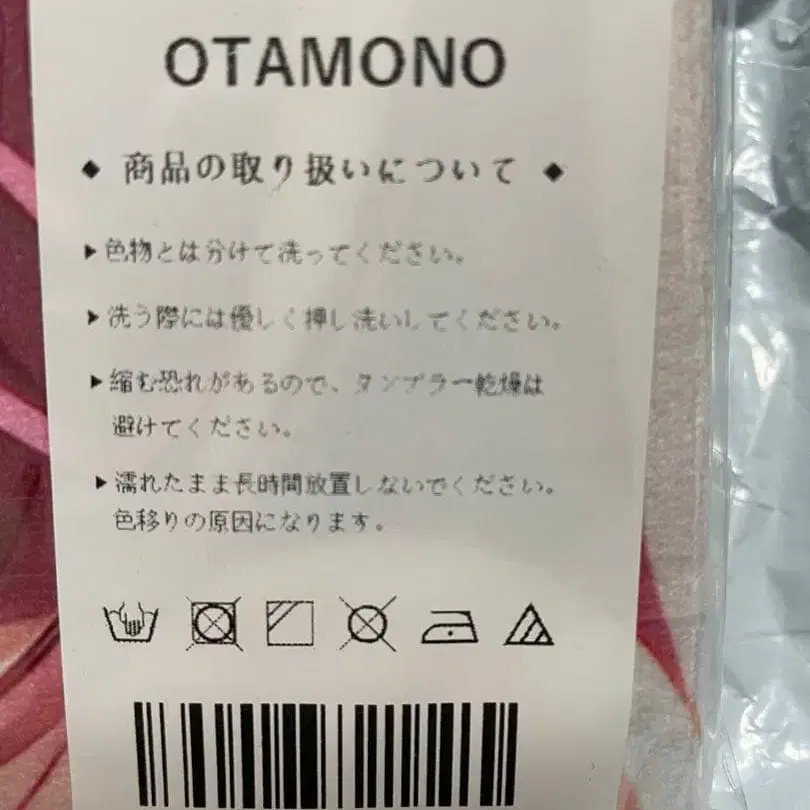 OTAMONO
◆ 商品の取り扱いについて ◆
▶色物とは分けて洗ってください。
▶洗う際には優しく押し洗いしてください。
▶縮む恐れがあるので、タンブラー乾燥は
避けてください。
▶濡れたまま長時間放置しないでください。
色移りの原因になります。